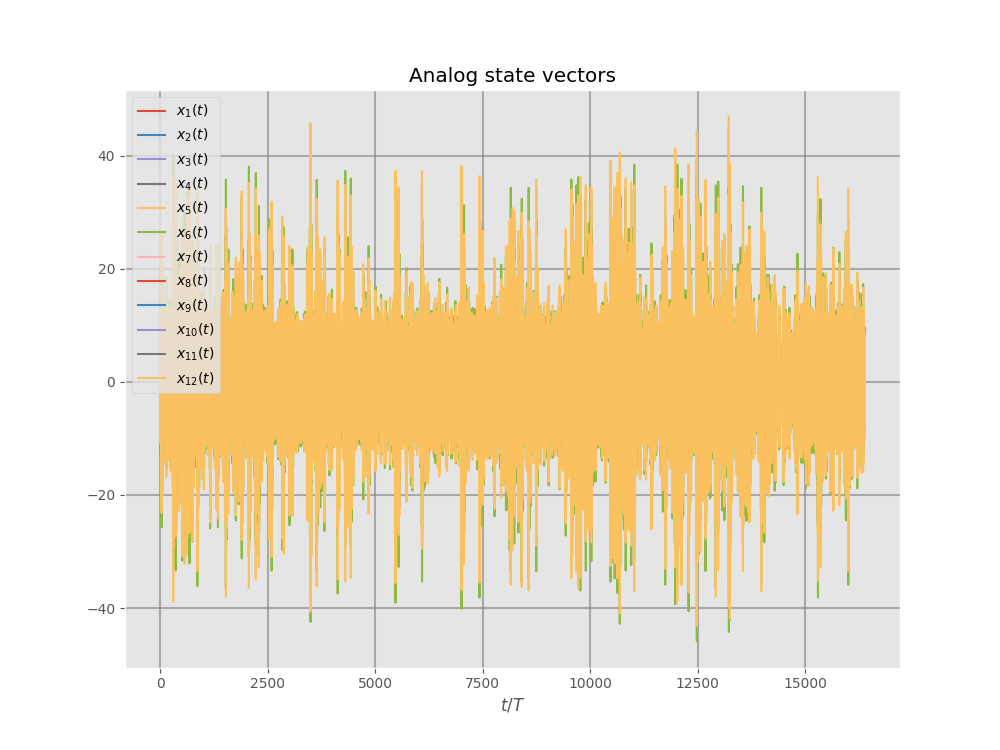 Analog state vectors
x₁(t)
x₂(t)
x₃(t)
x₄(t)
x₅(t)
x₆(t)
x₇(t)
x₈(t)
x₉(t)
x₁₀(t)
x₁₁(t)
x₁₂(t)
40
20
0
−20
−40
0 2500 5000 7500 10000 12500 15000
t/T